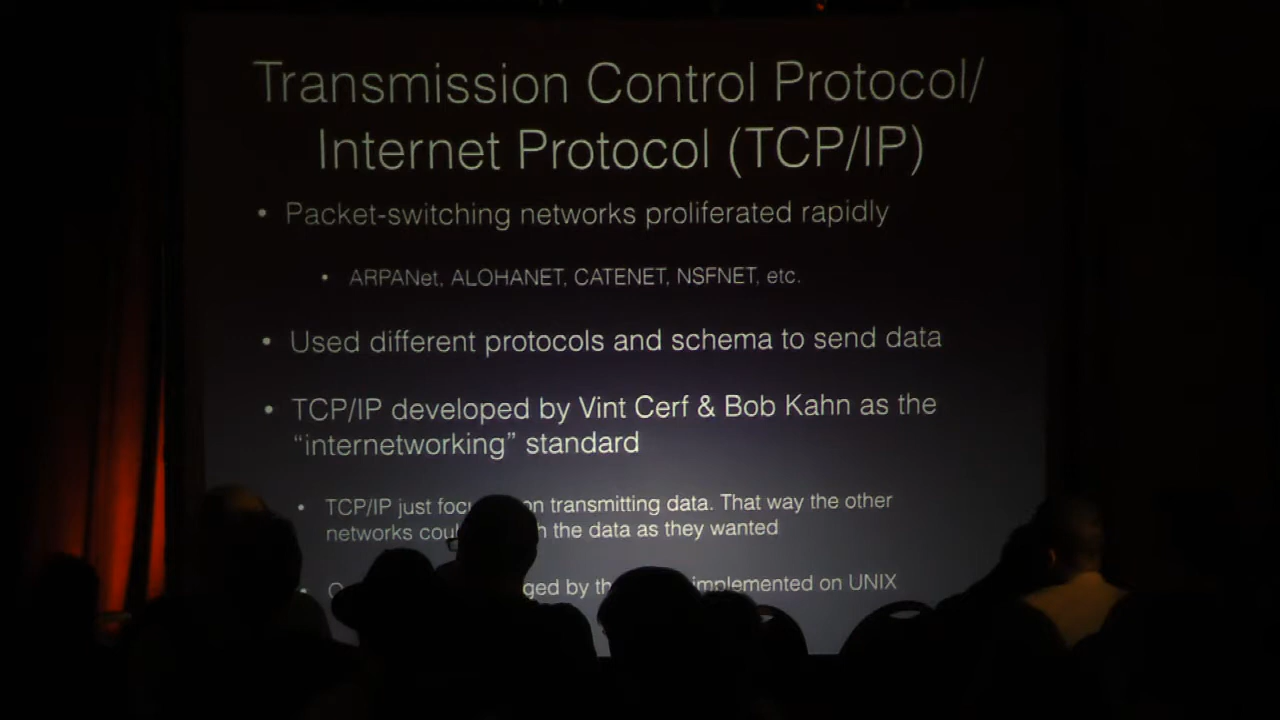 Transmission Control Protocol/
Internet Protocol (TCP/IP)
• Packet-switching networks proliferated rapidly
• ARPANet, ALOHANET, CATENET, NSFNET, etc.
• Used different protocols and schema to send data
• TCP/IP developed by Vint Cerf & Bob Kahn as the
“internetworking” standard
• TCP/IP just on transmitting data. That way the other
networks the data as they wanted
• by implemented on UNIX